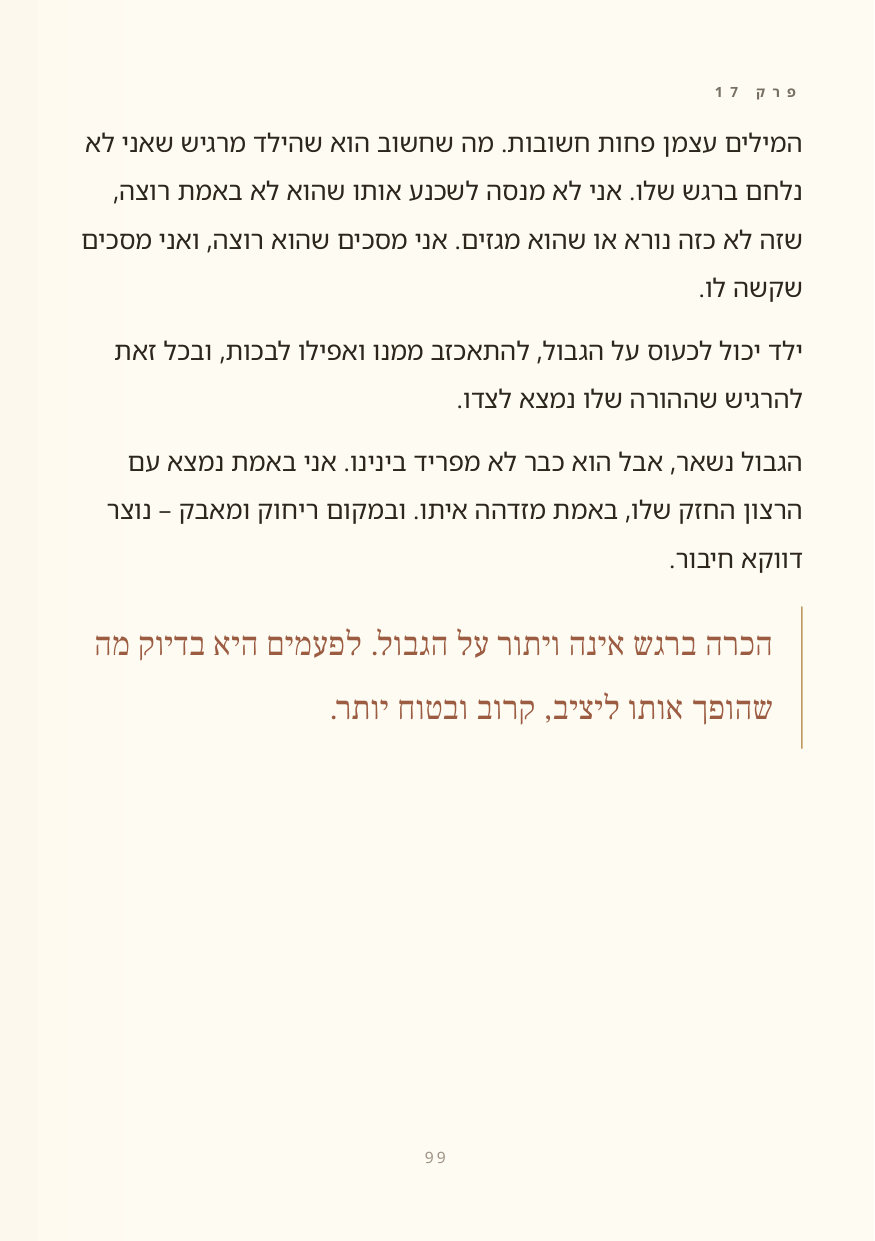 פרק 17
המילים עצמן פחות חשובות. מה שחשוב הוא שהילד מרגיש שאני לא
נלחם ברגש שלו. אני לא מנסה לשכנע אותו שהוא לא באמת רוצה,
שזה לא כזה נורא או שהוא מגזים. אני מסכים שהוא רוצה, ואני מסכים
שקשה לו.
ילד יכול לכעוס על הגבול, להתאכזב ממנו ואפילו לבכות, ובכל זאת
להרגיש שההורה שלו נמצא לצדו.
הגבול נשאר, אבל הוא כבר לא מפריד בינינו. אני באמת נמצא עם
הרצון החזק שלו, באמת מזדהה איתו. ובמקום ריחוק ומאבק – נוצר
דווקא חיבור.
הכרה ברגש אינה ויתור על הגבול. לפעמים היא בדיוק מה
שהופך אותו ליציב, קרוב ובטוח יותר.
99